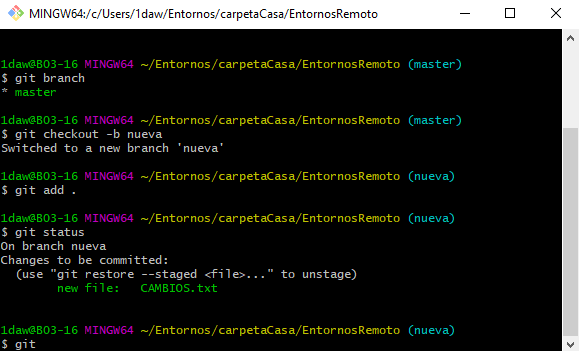 MINGW64:/c/Users/1daw/Entornos/carpetaCasa/EntornosRemoto
1daw@B03-16 MINGW64 ~/Entornos/carpetaCasa/EntornosRemoto (master)
$ git branch
* master
1daw@B03-16 MINGW64 ~/Entornos/carpetaCasa/EntornosRemoto (master)
$ git checkout -b nueva
Switched to a new branch 'nueva'
1daw@B03-16 MINGW64 ~/Entornos/carpetaCasa/EntornosRemoto (nueva)
$ git add .
1daw@B03-16 MINGW64 ~/Entornos/carpetaCasa/EntornosRemoto (nueva)
$ git status
On branch nueva
Changes to be committed:
  (use "git restore --staged <file>..." to unstage)
        new file:   CAMBIOS.txt
1daw@B03-16 MINGW64 ~/Entornos/carpetaCasa/EntornosRemoto (nueva)
$ git